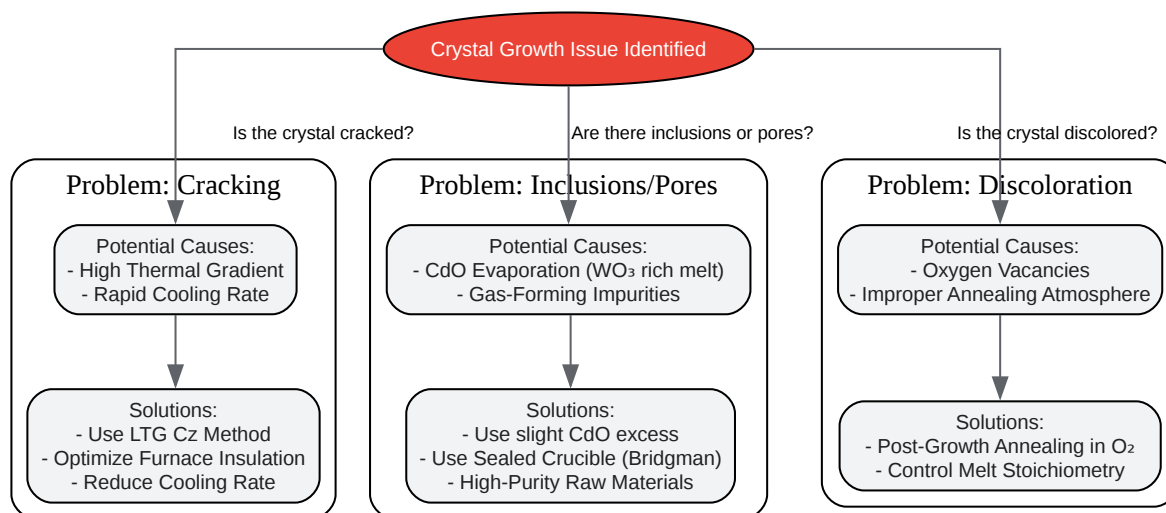 Crystal Growth Issue Identified
Is the crystal cracked?
Are there inclusions or pores?
Is the crystal discolored?
Problem: Cracking
Potential Causes:
- High Thermal Gradient
- Rapid Cooling Rate
Solutions:
- Use LTG Cz Method
- Optimize Furnace Insulation
- Reduce Cooling Rate
Problem: Inclusions/Pores
Potential Causes:
- CdO Evaporation (WO₃ rich melt)
- Gas-Forming Impurities
Solutions:
- Use slight CdO excess
- Use Sealed Crucible (Bridgman)
- High-Purity Raw Materials
Problem: Discoloration
Potential Causes:
- Oxygen Vacancies
- Improper Annealing Atmosphere
Solutions:
- Post-Growth Annealing in O₂
- Control Melt Stoichiometry